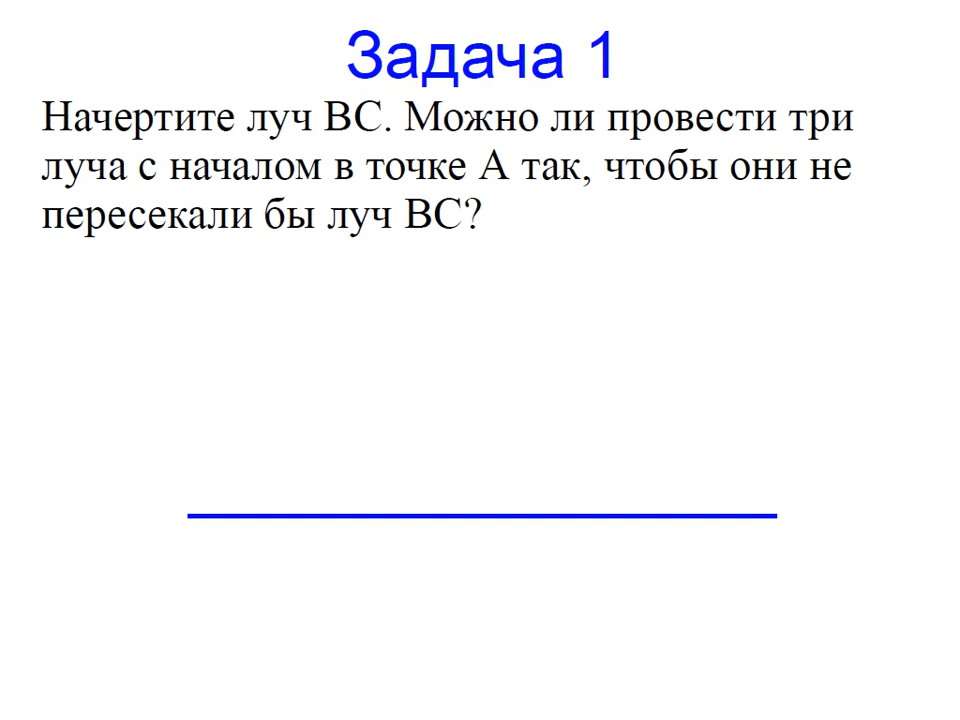 Задача 1
Начертите луч ВС. Можно ли провести три
луча с началом в точке А так, чтобы они не
пересекали бы луч ВС?